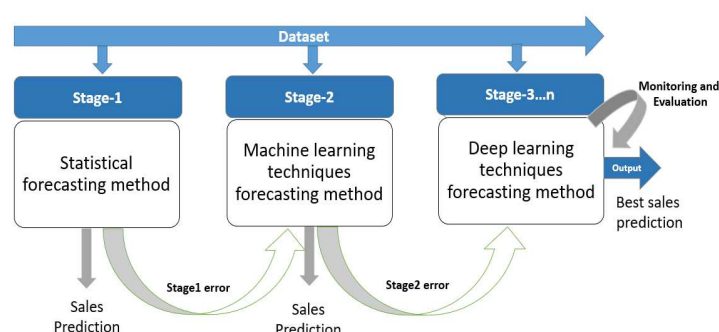 Dataset
Stage-1
Stage-2
Stage-3...n
Monitoring and
Evaluation
Statistical
forecasting method
Machine learning
techniques
forecasting method
Deep learning
techniques
forecasting method
Output
Best sales
prediction
Stage1 error
Stage2 error
Sales
Prediction
Sales
Prediction